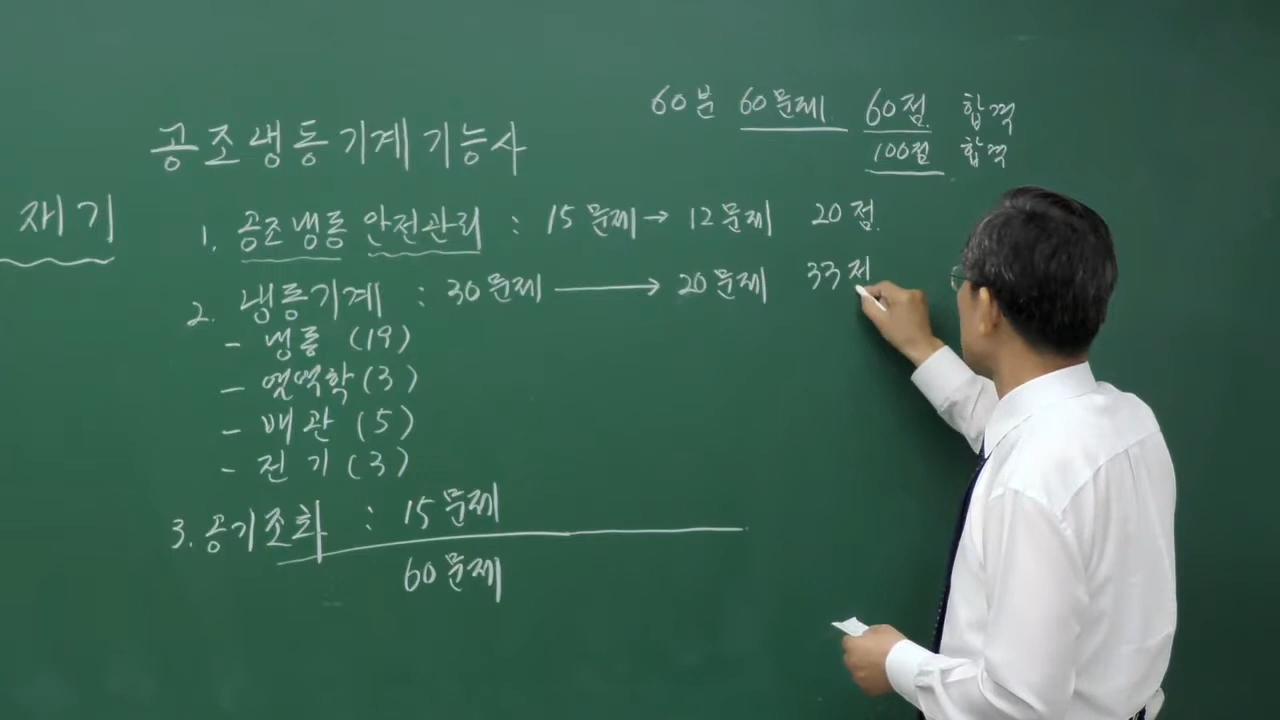 60분 60문제 60점 합격
100점 합격
공조냉동기계기능사
재기
1. 공조냉동 안전관리 : 15문제 → 12문제 20점
2. 냉동기계 : 30문제 → 20문제 33저
- 냉동 (19)
- 열역학 (3)
- 배관 (5)
- 전기 (3)
3. 공기조화 : 15문제
60문제